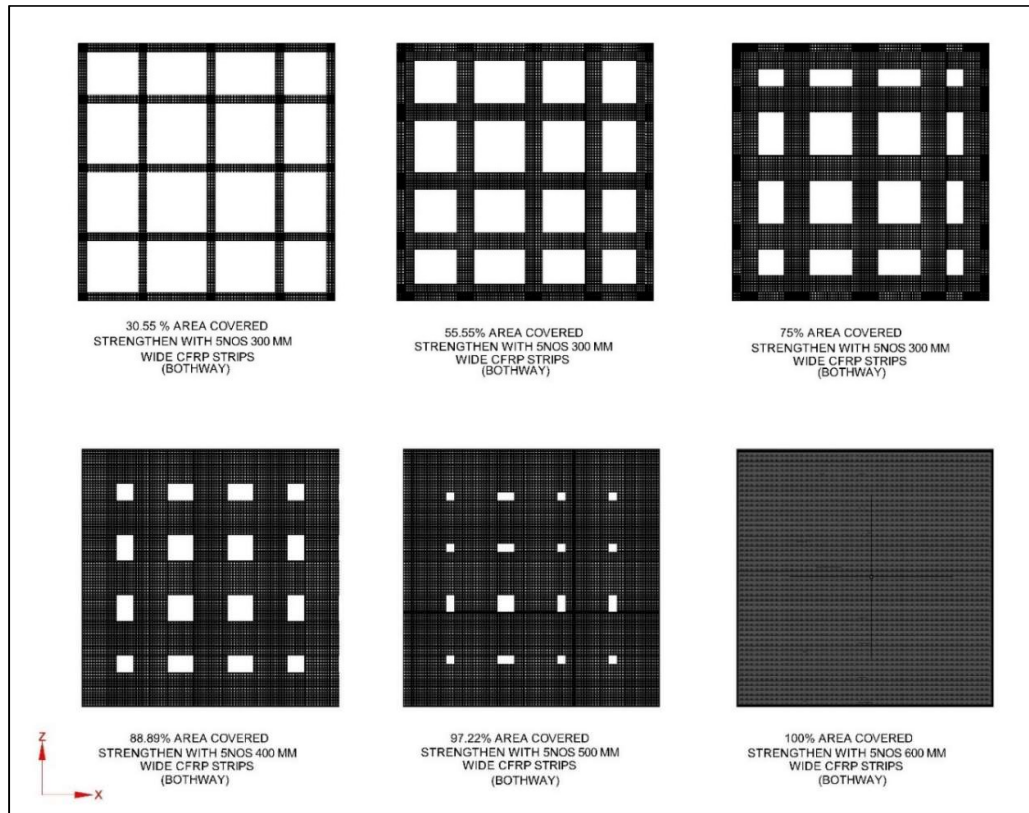 30.55 % AREA COVERED
STRENGTHEN WITH 5NOS 300 MM
WIDE CFRP STRIPS
(BOTHWAY)
55.55% AREA COVERED
STRENGTHEN WITH 5NOS 300 MM
WIDE CFRP STRIPS
(BOTHWAY)
75% AREA COVERED
STRENGTHEN WITH 5NOS 300 MM
WIDE CFRP STRIPS
(BOTHWAY)
88.89% AREA COVERED
STRENGTHEN WITH 5NOS 400 MM
WIDE CFRP STRIPS
(BOTHWAY)
97.22% AREA COVERED
STRENGTHEN WITH 5NOS 500 MM
WIDE CFRP STRIPS
(BOTHWAY)
100% AREA COVERED
STRENGTHEN WITH 5NOS 600 MM
WIDE CFRP STRIPS
(BOTHWAY)
Z
X